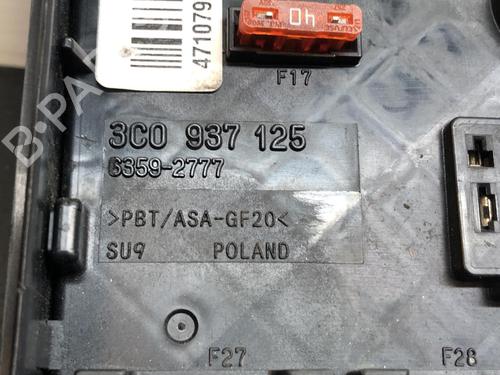 471079
40
F17
3C0 937 125
6359-2777
>PBT/ASA-GF20<
SU9 POLAND
F27 F28